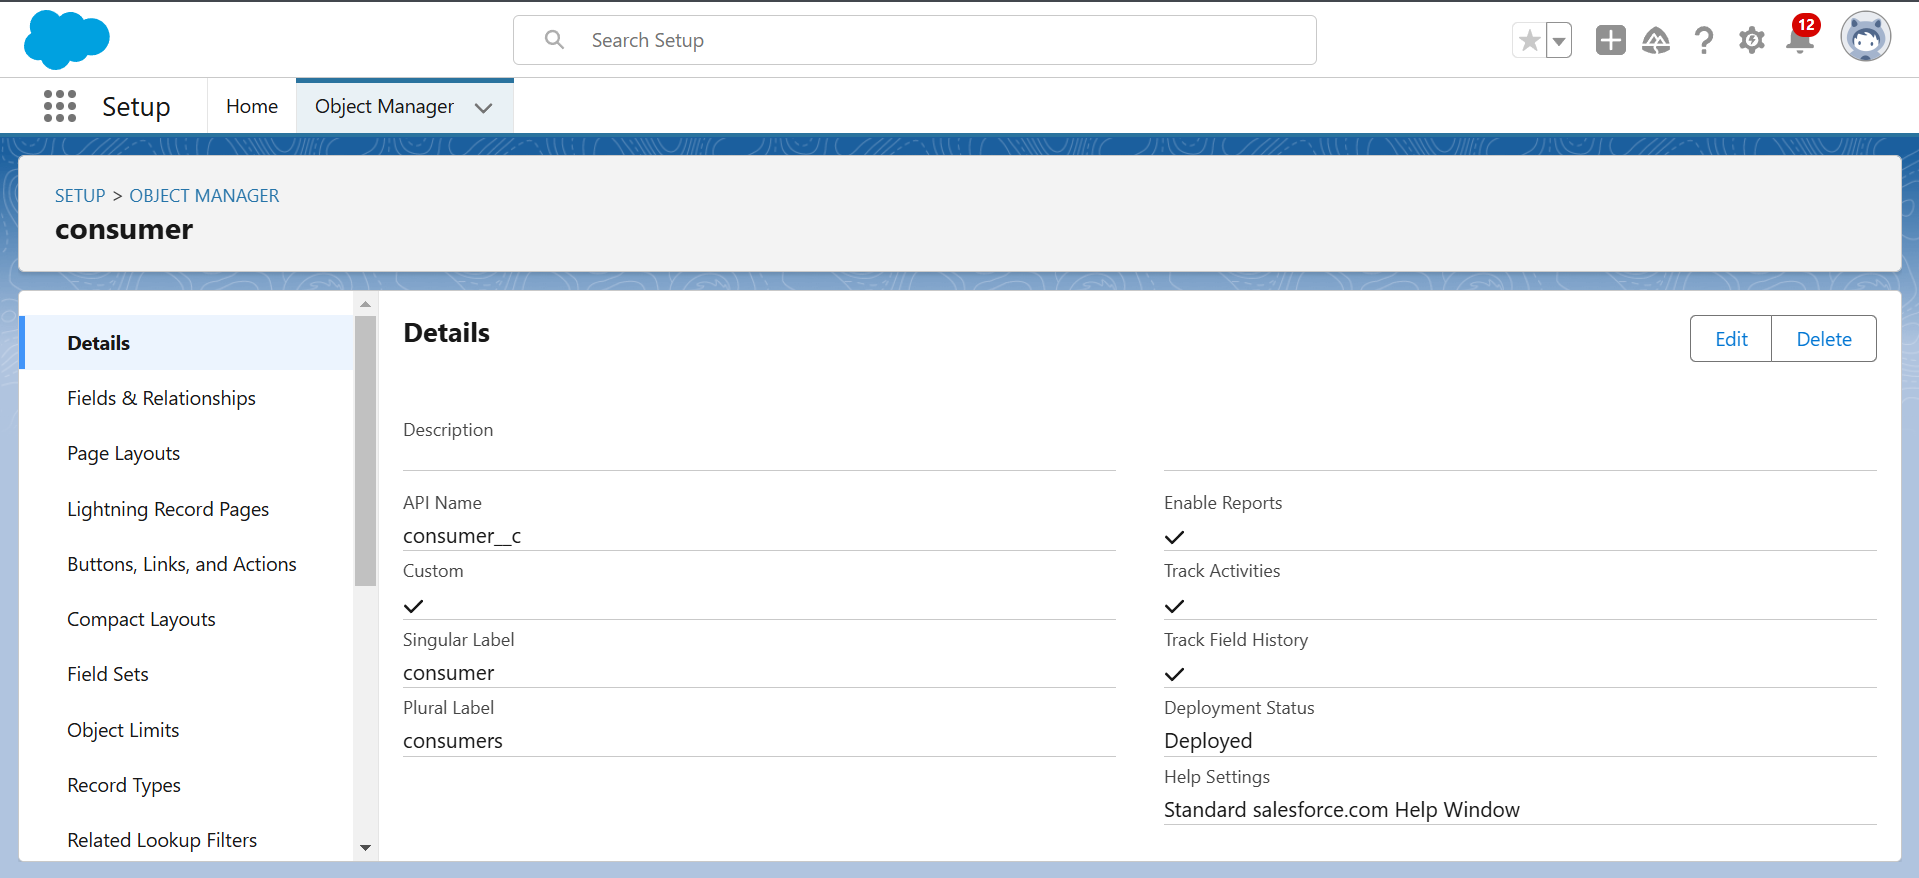 Search Setup
12
Setup
Home
Object Manager
SETUP > OBJECT MANAGER
consumer
Details
Fields & Relationships
Page Layouts
Lightning Record Pages
Buttons, Links, and Actions
Compact Layouts
Field Sets
Object Limits
Record Types
Related Lookup Filters
Details
Edit
Delete
Description
API Name
consumer__c
Custom
Singular Label
consumer
Plural Label
consumers
Enable Reports
Track Activities
Track Field History
Deployment Status
Deployed
Help Settings
Standard salesforce.com Help Window